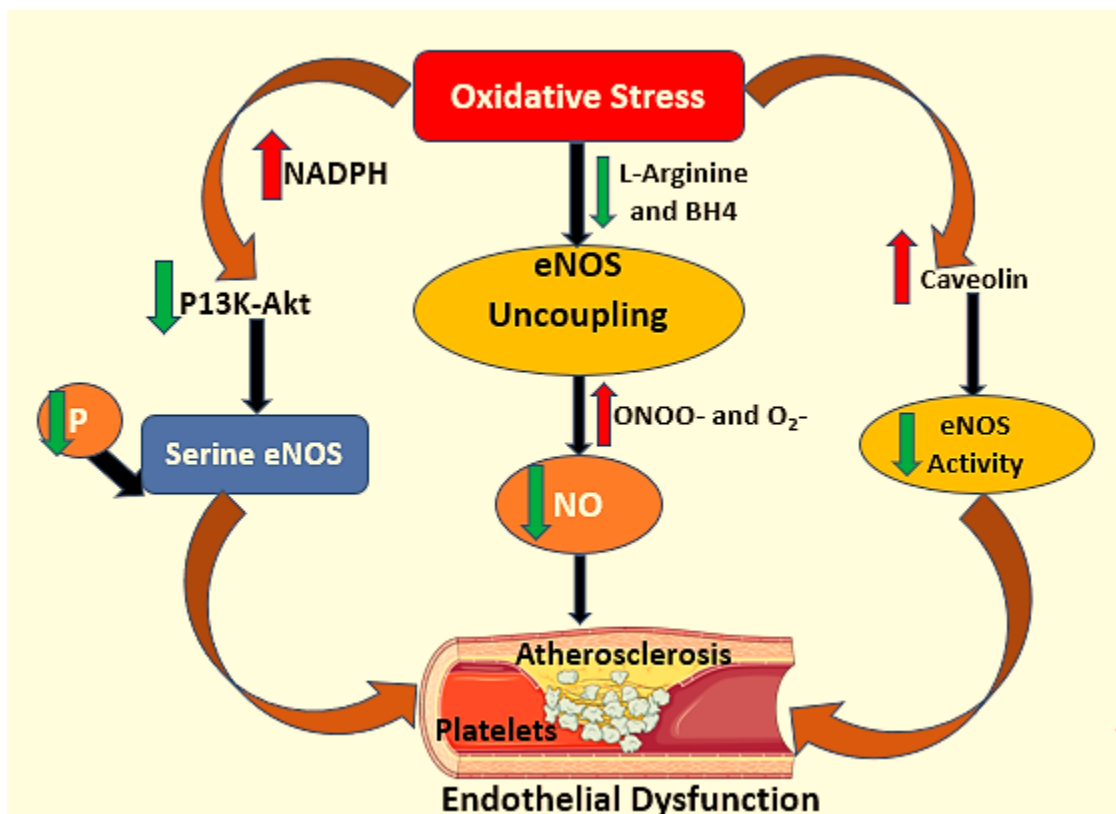 Oxidative Stress
NADPH
L-Arginine
and BH4
eNOS
Uncoupling
Caveolin
P13K-Akt
P
Serine eNOS
ONOO- and O₂-
eNOS
Activity
NO
Atherosclerosis
Platelets
Endothelial Dysfunction